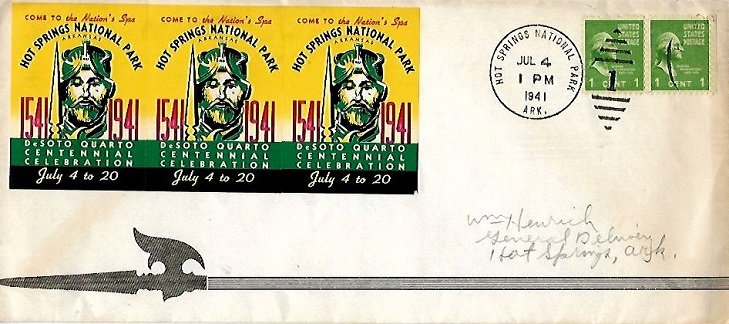 COME TO the Nation's Spa
HOT SPRINGS NATIONAL PARK
ARKANSAS
1541 1941
DeSOTO QUARTO
CENTENNIAL
CELEBRATION
July 4 to 20
COME TO the Nation's Spa
HOT SPRINGS NATIONAL PARK
ARKANSAS
1541 1941
DeSOTO QUARTO
CENTENNIAL
CELEBRATION
July 4 to 20
COME TO the Nation's Spa
HOT SPRINGS NATIONAL PARK
ARKANSAS
1541 1941
DeSOTO QUARTO
CENTENNIAL
CELEBRATION
July 4 to 20
HOT SPRINGS NATIONAL PARK
JUL 4
1 PM
1941
ARK.
1
UNITED
STATES
POSTAGE
1 CENT 1
UNITED
STATES
POSTAGE
1 CENT 1
Wm Henrich
General Delivery
Hot Springs, Ark.